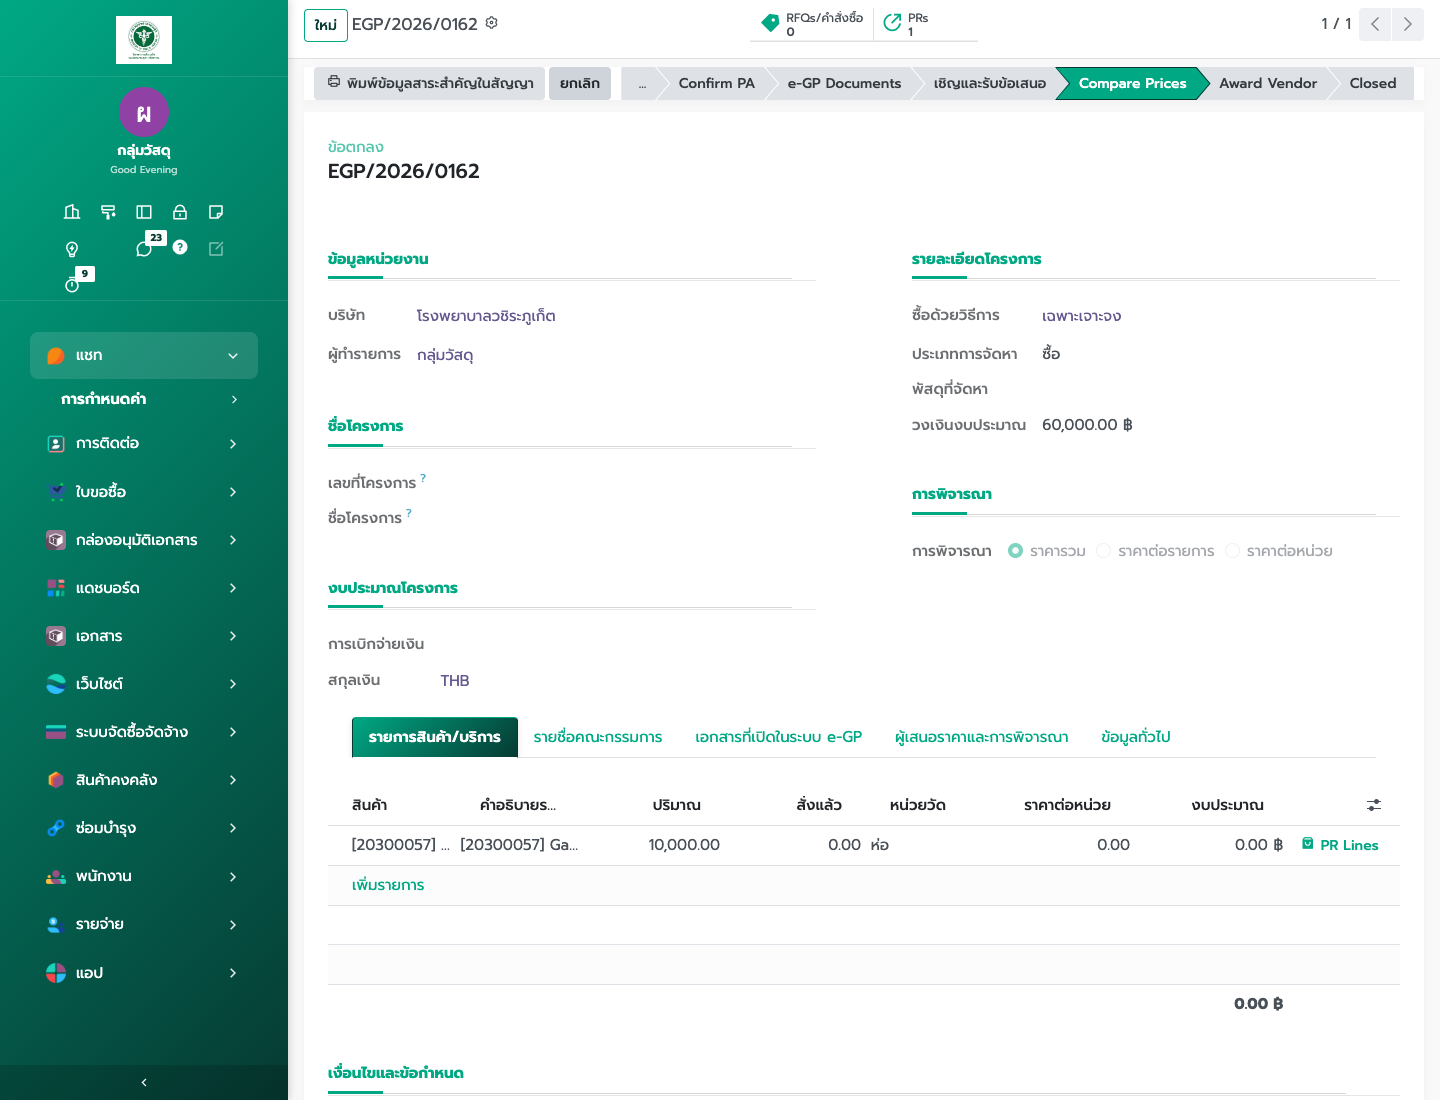 ใหม่
EGP/2026/0162
RFQs/คำสั่งซื้อ
0
PRs
1
1 / 1
พิมพ์ข้อมูลสาระสำคัญในสัญญา
ยกเลิก
...
Confirm PA
e-GP Documents
เชิญและรับข้อเสนอ
Compare Prices
Award Vendor
Closed
ผ
กลุ่มวัสดุ
Good Evening
23
?
9
แชท
การกำหนดค่า
การติดต่อ
ใบขอซื้อ
กล่องอนุมัติเอกสาร
แดชบอร์ด
เอกสาร
เว็บไซต์
ระบบจัดซื้อจัดจ้าง
สินค้าคงคลัง
ซ่อมบำรุง
พนักงาน
รายจ่าย
แอป
ข้อตกลง
EGP/2026/0162
ข้อมูลหน่วยงาน
บริษัท โรงพยาบาลวชิระภูเก็ต
ผู้ทำรายการ กลุ่มวัสดุ
ชื่อโครงการ
เลขที่โครงการ ?
ชื่อโครงการ ?
งบประมาณโครงการ
การเบิกจ่ายเงิน
สกุลเงิน THB
รายละเอียดโครงการ
ซื้อด้วยวิธีการ เฉพาะเจาะจง
ประเภทการจัดหา ซื้อ
พัสดุที่จัดหา
วงเงินงบประมาณ 60,000.00 ฿
การพิจารณา
การพิจารณา ราคารวม ราคาต่อรายการ ราคาต่อหน่วย
รายการสินค้า/บริการ รายชื่อคณะกรรมการ เอกสารที่เปิดในระบบ e-GP ผู้เสนอราคาและการพิจารณา ข้อมูลทั่วไป
สินค้า คำอธิบายร... ปริมาณ สั่งแล้ว หน่วยวัด ราคาต่อหน่วย งบประมาณ
[20300057] ... [20300057] Ga... 10,000.00 0.00 ห่อ 0.00 0.00 ฿ PR Lines
เพิ่มรายการ
0.00 ฿
เงื่อนไขและข้อกำหนด